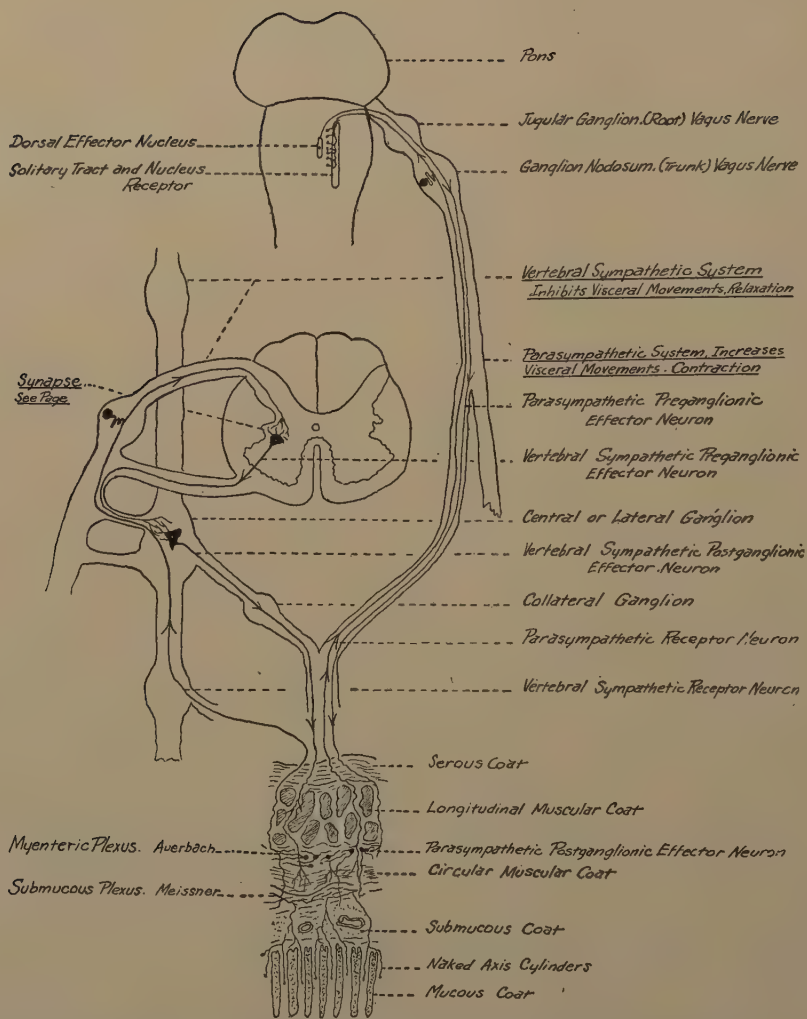 Pons
Jugular Ganglion.(Root) Vagus Nerve
Dorsal Effector Nucleus
Solitary Tract and Nucleus
Receptor
Ganglion Nodosum.(Trunk) Vagus Nerve
Vertebral Sympathetic System
Inhibits Visceral Movements, Relaxation
Synapse
See Page
Parasympathetic System, Increases
Visceral Movements - Contraction
Parasympathetic Preganglionic
Effector Neuron
Vertebral Sympathetic Preganglionic
Effector Neuron
Central or Lateral Ganglion
Vertebral Sympathetic Postganglionic
Effector Neuron
Collateral Ganglion
Parasympathetic Receptor Neuron
Vertebral Sympathetic Receptor Neuron
Serous Coat
Longitudinal Muscular Coat
Myenteric Plexus. Auerbach
Parasympathetic Postganglionic Effector Neuron
Circular Muscular Coat
Submucous Plexus. Meissner
Submucous Coat
Naked Axis Cylinders
Mucous Coat